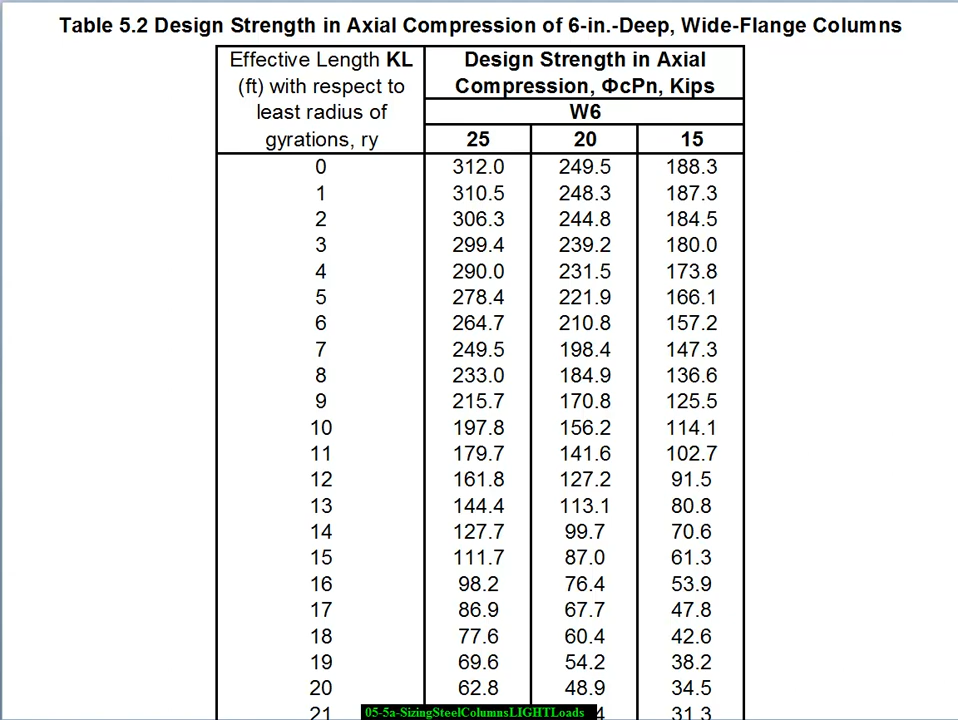 Table 5.2 Design Strength in Axial Compression of 6-in.-Deep, Wide-Flange Columns
Effective Length KL (ft) with respect to least radius of gyrations, ry
Design Strength in Axial Compression, ΦcPn, Kips
W6
25 20 15
0 312.0 249.5 188.3
1 310.5 248.3 187.3
2 306.3 244.8 184.5
3 299.4 239.2 180.0
4 290.0 231.5 173.8
5 278.4 221.9 166.1
6 264.7 210.8 157.2
7 249.5 198.4 147.3
8 233.0 184.9 136.6
9 215.7 170.8 125.5
10 197.8 156.2 114.1
11 179.7 141.6 102.7
12 161.8 127.2 91.5
13 144.4 113.1 80.8
14 127.7 99.7 70.6
15 111.7 87.0 61.3
16 98.2 76.4 53.9
17 86.9 67.7 47.8
18 77.6 60.4 42.6
19 69.6 54.2 38.2
20 62.8 48.9 34.5
21 31.3
05-5a-SizingSteelColumnsLIGHTLoads